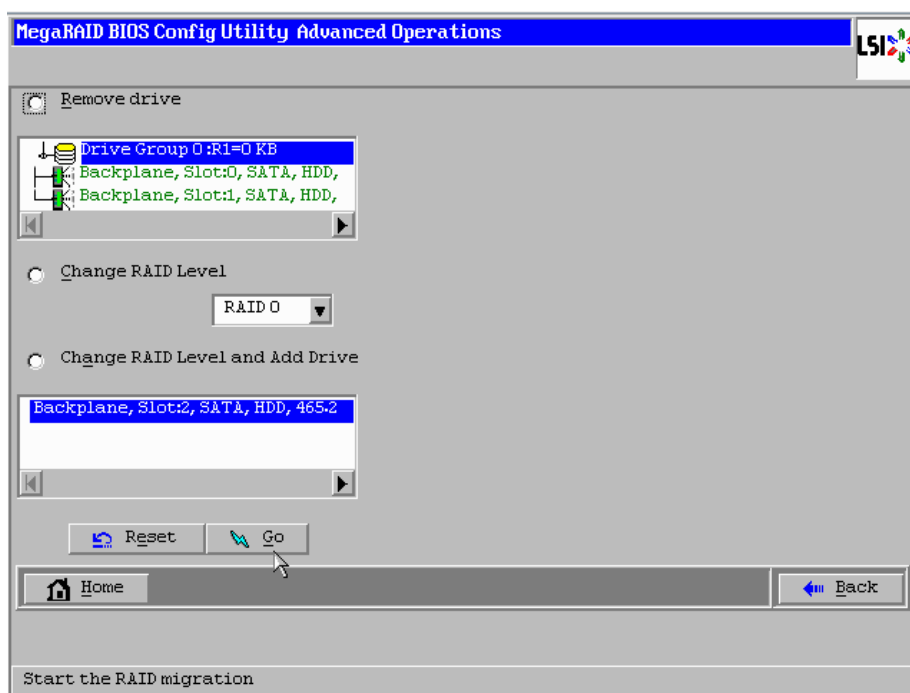 MegaRAID BIOS Config Utility Advanced Operations
LSI
Remove drive
Drive Group 0:R1=0 KB
Backplane, Slot:0, SATA, HDD,
Backplane, Slot:1, SATA, HDD,
Change RAID Level
RAID 0
Change RAID Level and Add Drive
Backplane, Slot:2, SATA, HDD, 465.2
Reset
Go
Home
Back
Start the RAID migration